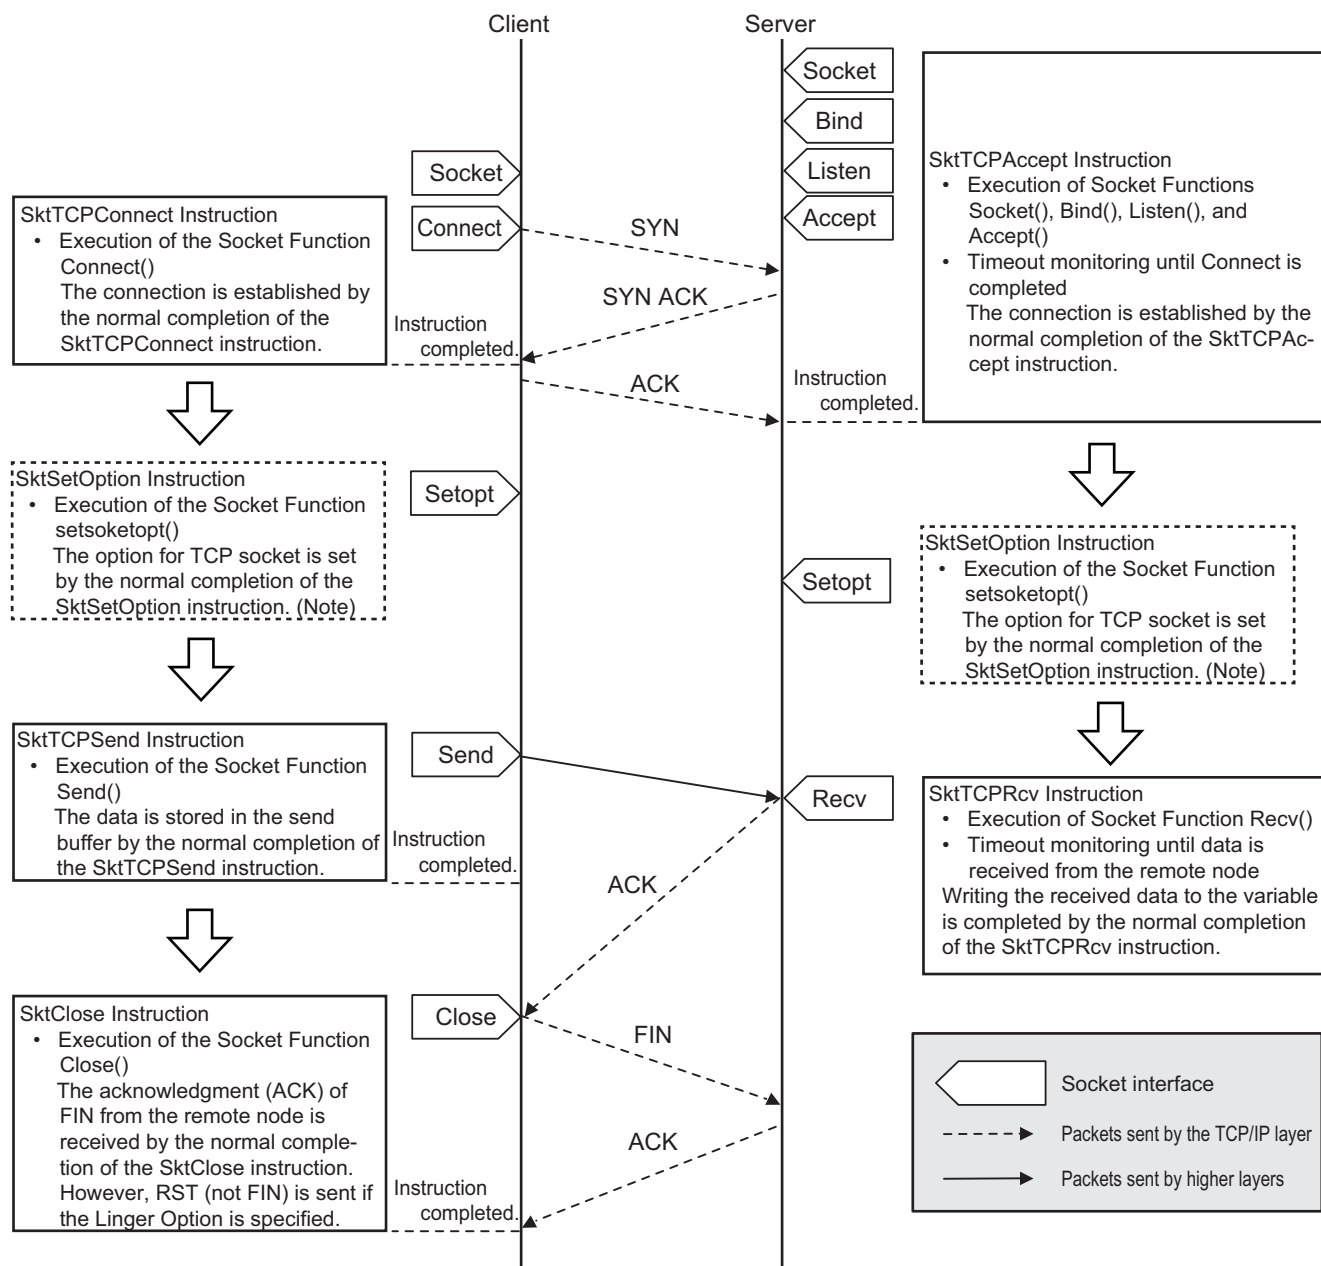 Client
Server
Socket
Bind
Listen
Accept
SktTCPAccept Instruction
• Execution of Socket Functions
Socket(), Bind(), Listen(), and
Accept()
• Timeout monitoring until Connect is
completed
The connection is established by the
normal completion of the SktTCPAc-
cept instruction.
Socket
Connect
SktTCPConnect Instruction
• Execution of the Socket Function
Connect()
The connection is established by
the normal completion of the
SktTCPConnect instruction.
SYN
SYN ACK
Instruction
completed.
ACK
Instruction
completed.
SktSetOption Instruction
• Execution of the Socket Function
setsoketopt()
The option for TCP socket is set
by the normal completion of the
SktSetOption instruction. (Note)
Setopt
Setopt
SktSetOption Instruction
• Execution of the Socket Function
setsoketopt()
The option for TCP socket is set
by the normal completion of the
SktSetOption instruction. (Note)
SktTCPSend Instruction
• Execution of the Socket Function
Send()
The data is stored in the send
buffer by the normal completion of
the SktTCPSend instruction.
Send
Instruction
completed.
Recv
SktTCPRcv Instruction
• Execution of Socket Function Recv()
• Timeout monitoring until data is
received from the remote node
Writing the received data to the variable
is completed by the normal completion
of the SktTCPRcv instruction.
ACK
SktClose Instruction
• Execution of the Socket Function
Close()
The acknowledgment (ACK) of
FIN from the remote node is
received by the normal comple-
tion of the SktClose instruction.
However, RST (not FIN) is sent if
the Linger Option is specified.
Close
FIN
ACK
Instruction
completed.
Socket interface
Packets sent by the TCP/IP layer
Packets sent by higher layers